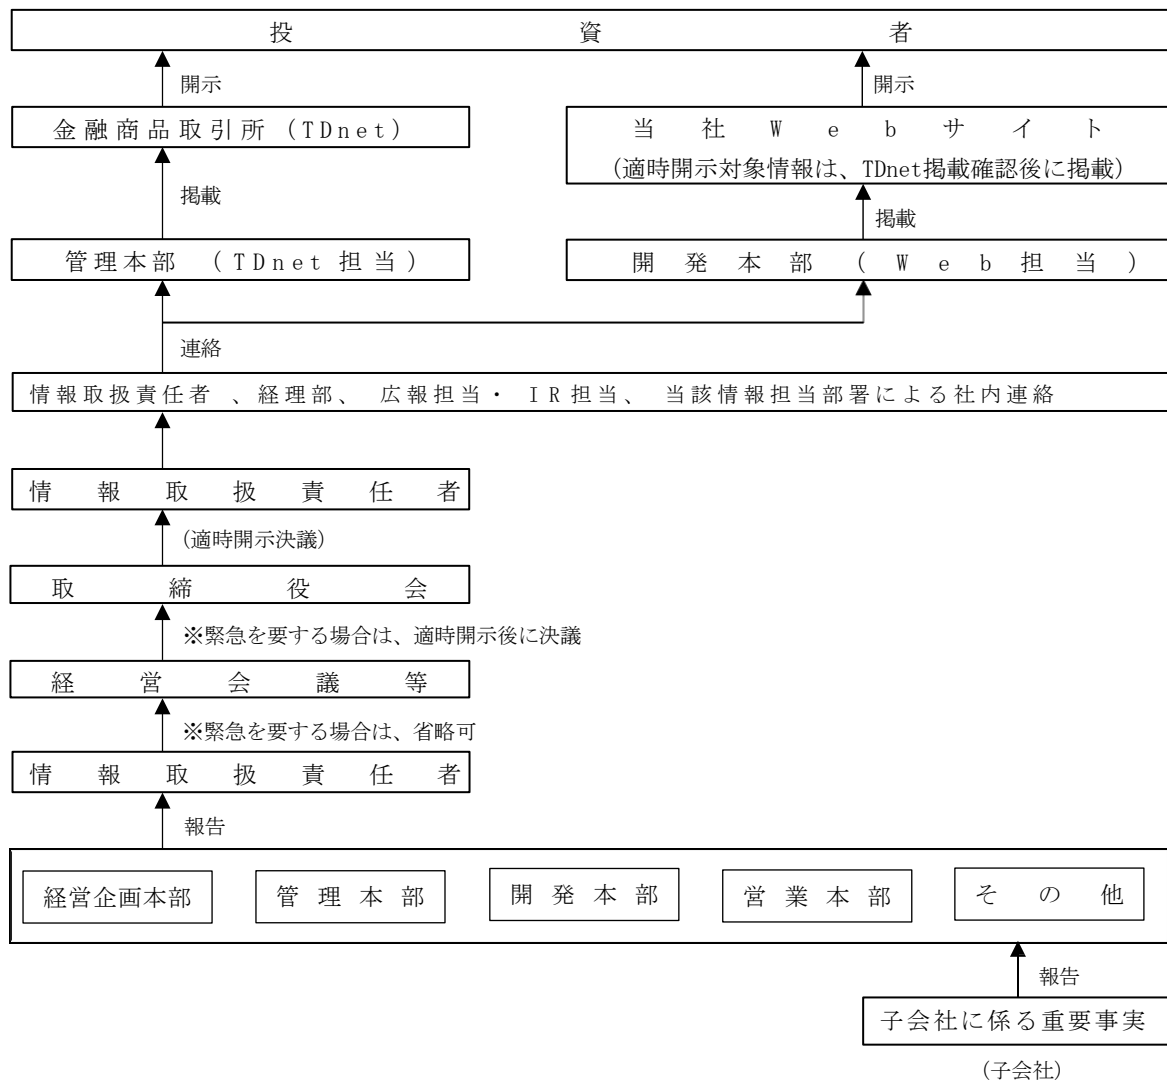 投資者
開示 開示
金融商品取引所(TDnet) 当社Webサイト
(適時開示対象情報は、TDnet掲載確認後に掲載)
掲載
掲載
管理本部(TDnet担当) 開発本部(Web担当)
連絡
情報取扱責任者、経理部、広報担当・IR担当、当該情報担当部署による社内連絡
情報取扱責任者
(適時開示決議)
取締役会
※緊急を要する場合は、適時開示後に決議
経営会議等
※緊急を要する場合は、省略可
情報取扱責任者
報告
経営企画本部 管理本部 開発本部 営業本部 その他
報告
子会社に係る重要事実
(子会社)